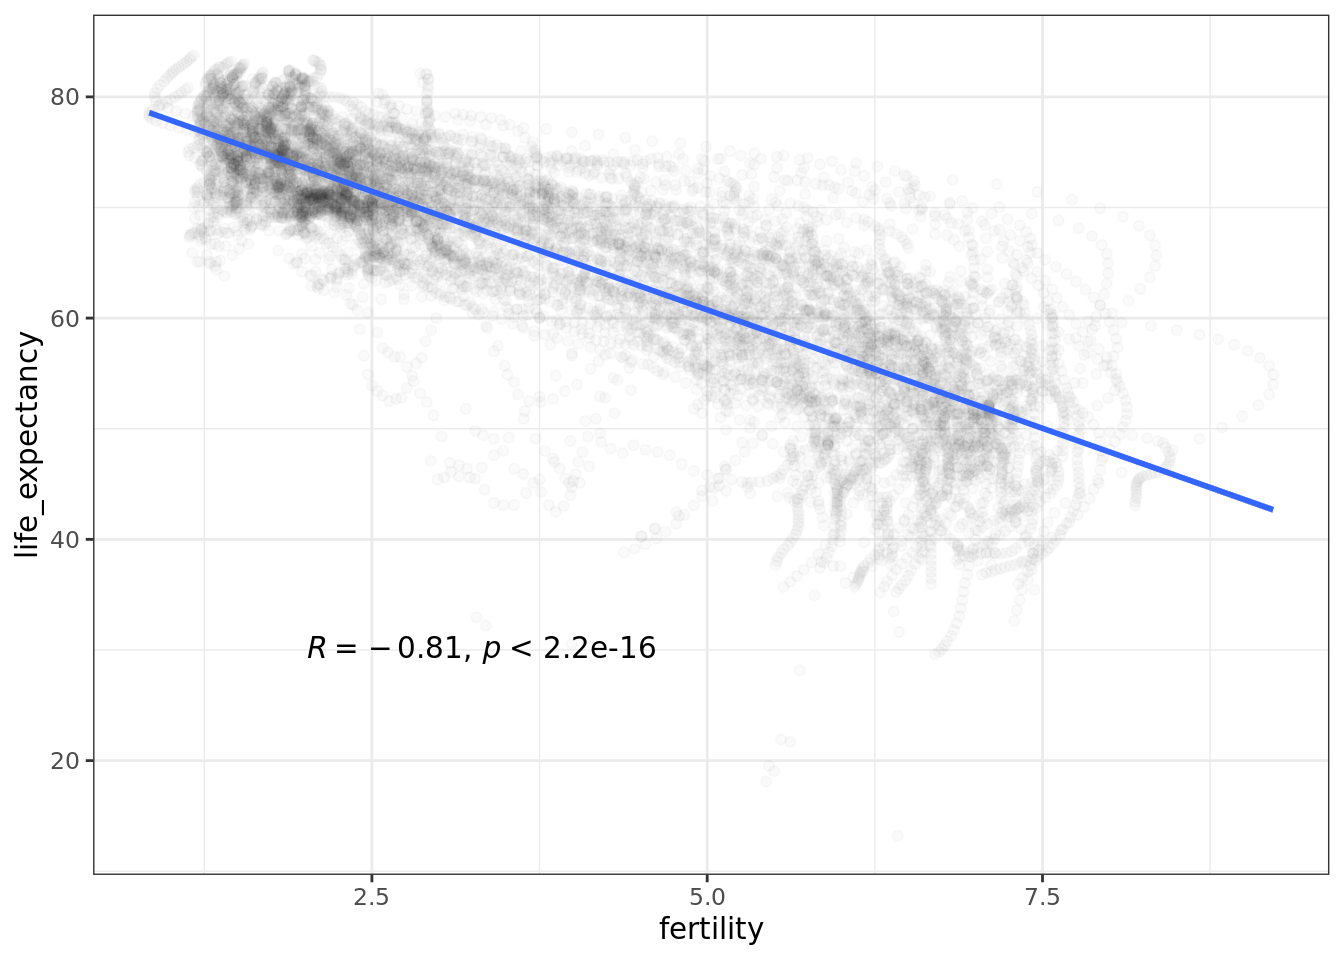 life_expectancy
80
60
40
20
R = −0.81, p < 2.2e-16
2.5 5.0 7.5
fertility